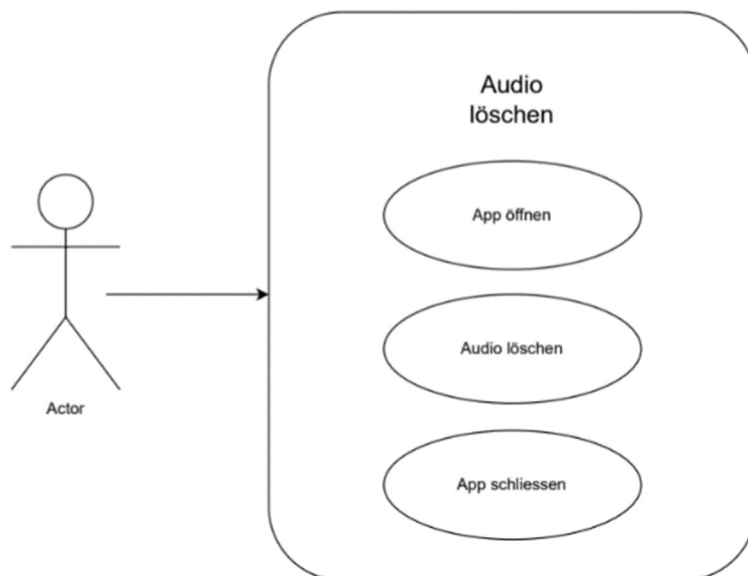 Audio
löschen
App öffnen
Audio löschen
App schliessen
Actor